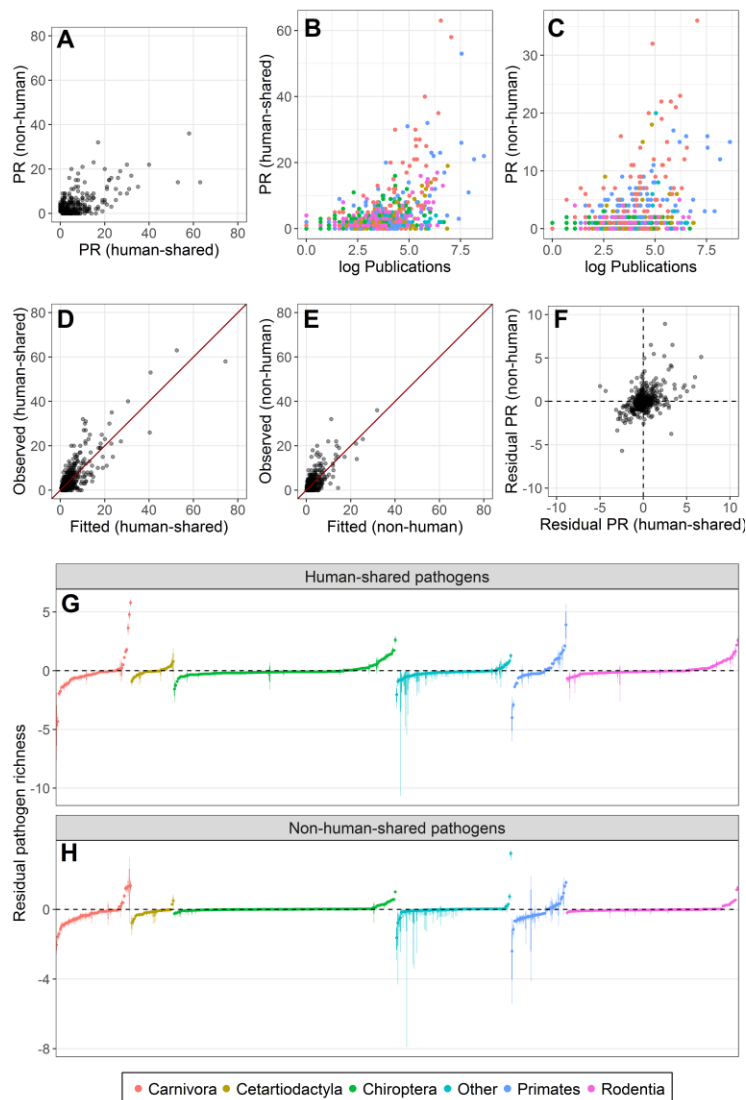 A
PR (non-human)
80
60
40
20
0
0 20 40 60 80
PR (human-shared)
B
PR (human-shared)
60
40
20
0
0.0 2.5 5.0 7.5
log Publications
C
PR (non-human)
30
20
10
0
0.0 2.5 5.0 7.5
log Publications
D
Observed (human-shared)
80
60
40
20
0
0 20 40 60 80
Fitted (human-shared)
E
Observed (non-human)
80
60
40
20
0
0 20 40 60 80
Fitted (non-human)
F
Residual PR (non-human)
10
5
0
-5
-10
-10 -5 0 5 10
Residual PR (human-shared)
Residual pathogen richness
Human-shared pathogens
G
5
0
-5
-10
Non-human-shared pathogens
H
0
-4
-8
Carnivora Cetartiodactyla Chiroptera Other Primates Rodentia